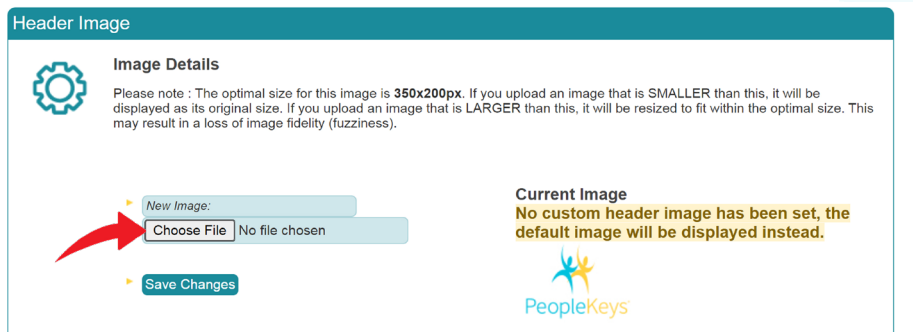 Header Image
Image Details
Please note : The optimal size for this image is 350x200px. If you upload an image that is SMALLER than this, it will be
displayed as its original size. If you upload an image that is LARGER than this, it will be resized to fit within the optimal size. This
may result in a loss of image fidelity (fuzziness).
New Image:
Choose File No file chosen
Save Changes
Current Image
No custom header image has been set, the
default image will be displayed instead.
PeopleKeys